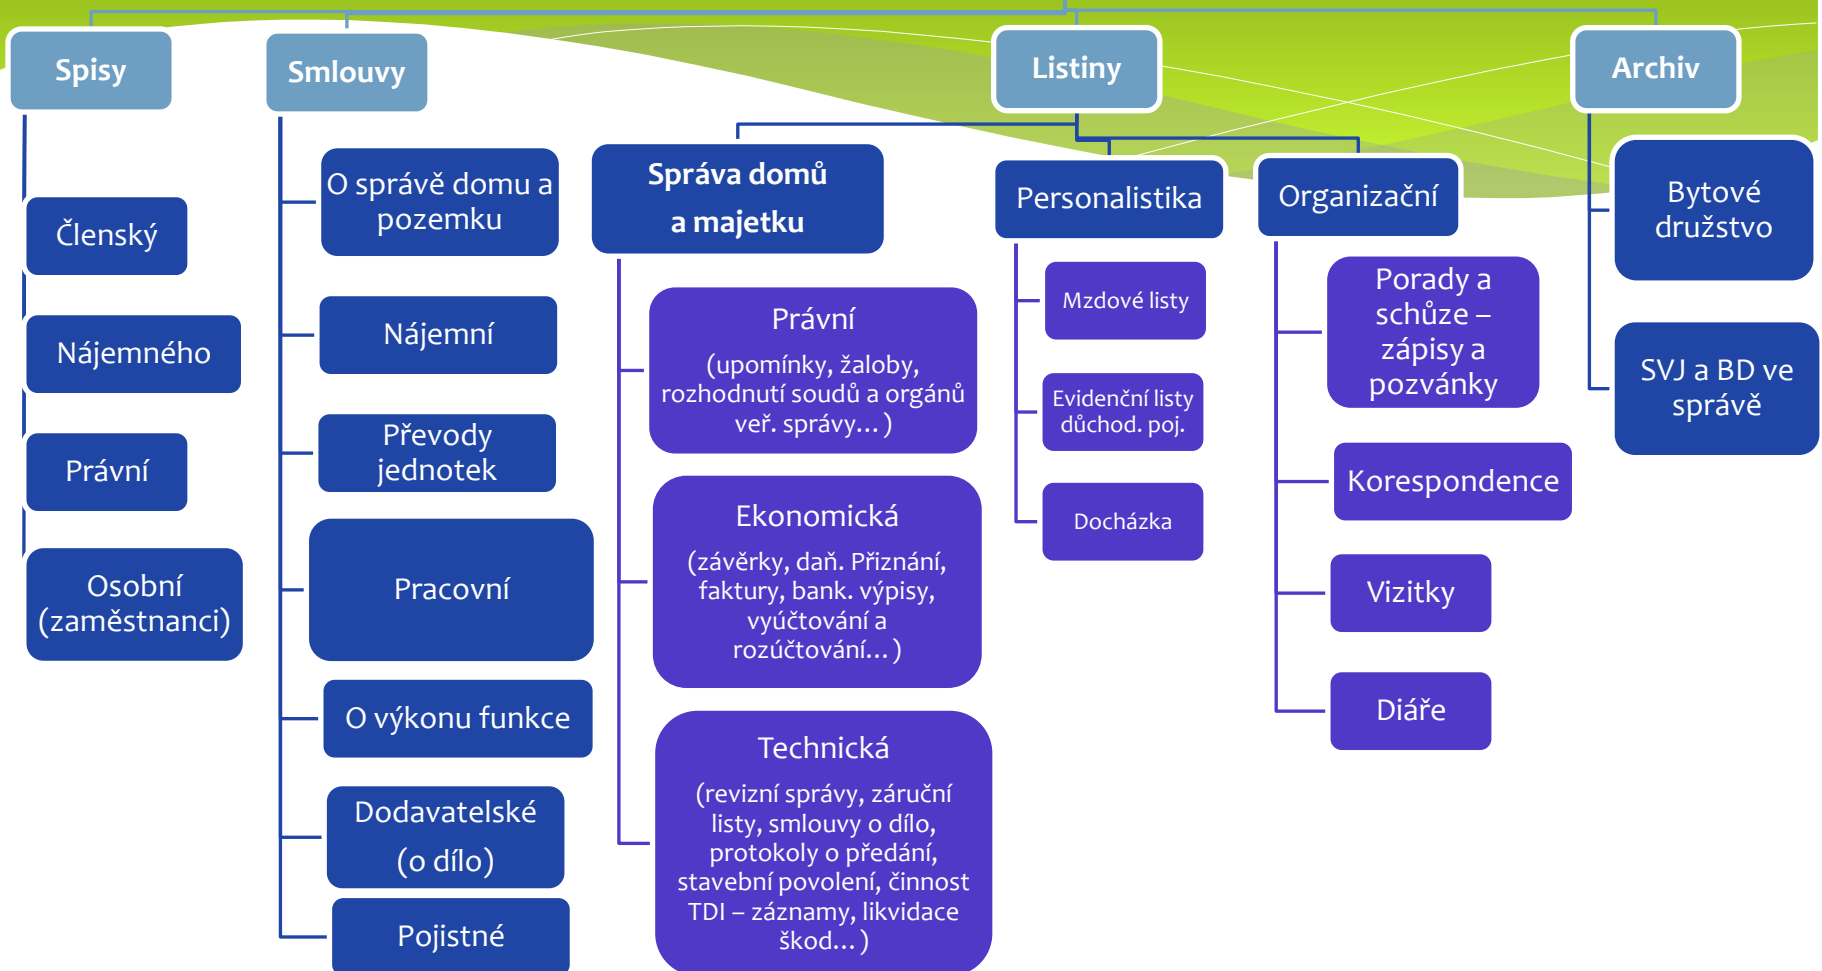 Spisy
Členský
Nájemného
Právní
Osobní
(zaměstnanci)
Smlouvy
O správě domu a
pozemku
Nájemní
Převody
jednotek
Pracovní
O výkonu funkce
Dodavatelské
(o dílo)
Pojistné
Listiny
Správa domů
a majetku
Právní
(upomínky, žaloby,
rozhodnutí soudů a orgánů
veř. správy…)
Ekonomická
(závěrky, daň. Přiznání,
faktury, bank. výpisy,
vyúčtování a
rozúčtování…)
Technická
(revizní správy, záruční
listy, smlouvy o dílo,
protokoly o předání,
stavební povolení, činnost
TDI – záznamy, likvidace
škod…)
Personalistika
Mzdové listy
Evidenční listy
důchod. poj.
Docházka
Organizační
Porady a
schůze –
zápisy a
pozvánky
Korespondence
Vizitky
Diáře
Archiv
Bytové
družstvo
SVJ a BD ve
správě